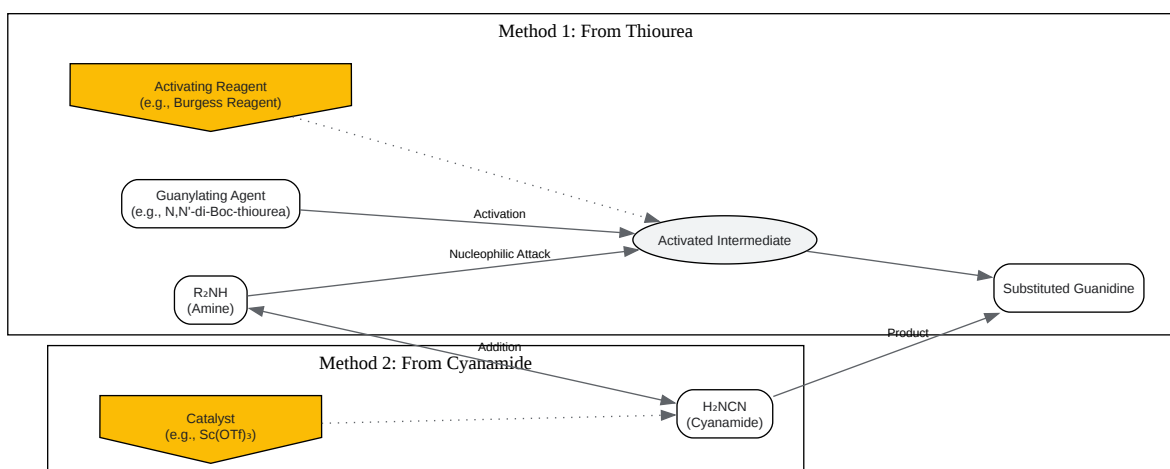 Method 1: From Thiourea
Activating Reagent
(e.g., Burgess Reagent)
Guanylating Agent
(e.g., N,N'-di-Boc-thiourea)
Activation
Activated Intermediate
Nucleophilic Attack
R₂NH
(Amine)
Substituted Guanidine
Product
Addition
Method 2: From Cyanamide
Catalyst
(e.g., Sc(OTf)₃)
H₂NCN
(Cyanamide)